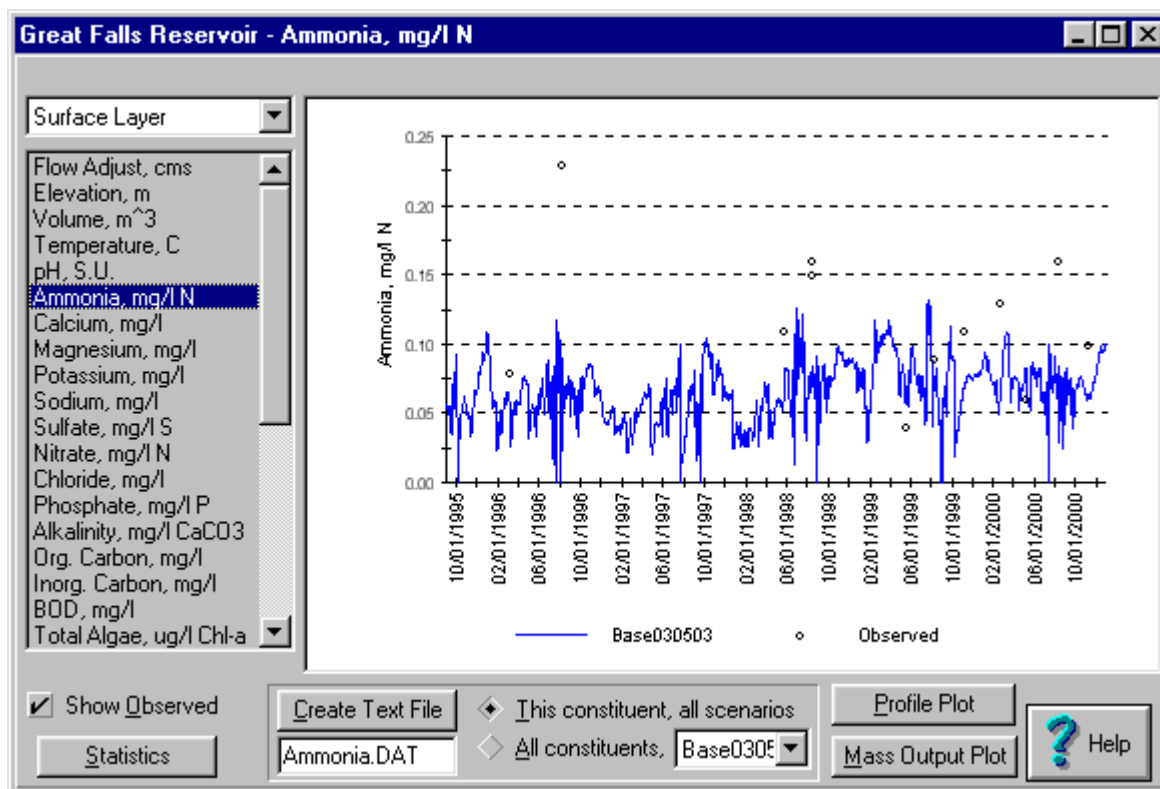 Great Falls Reservoir - Ammonia, mg/l N
Surface Layer
Flow Adjust, cms
Elevation, m
Volume, m^3
Temperature, C
pH, S.U.
Ammonia, mg/l N
Calcium, mg/l
Magnesium, mg/l
Potassium, mg/l
Sodium, mg/l
Sulfate, mg/l S
Nitrate, mg/l N
Chloride, mg/l
Phosphate, mg/l P
Alkalinity, mg/l CaCO3
Org. Carbon, mg/l
Inorg. Carbon, mg/l
BOD, mg/l
Total Algae, ug/l Chl-a
Ammonia, mg/l N
0.25
0.20
0.15
0.10
0.05
0.00
10/01/1995
02/01/1996
06/01/1996
10/01/1996
02/01/1997
06/01/1997
10/01/1997
02/01/1998
06/01/1998
10/01/1998
02/01/1999
06/01/1999
10/01/1999
02/01/2000
06/01/2000
10/01/2000
Base030503
Observed
Show Observed
Statistics
Create Text File
Ammonia.DAT
This constituent, all scenarios
All constituents,
Base0305
Profile Plot
Mass Output Plot
? Help